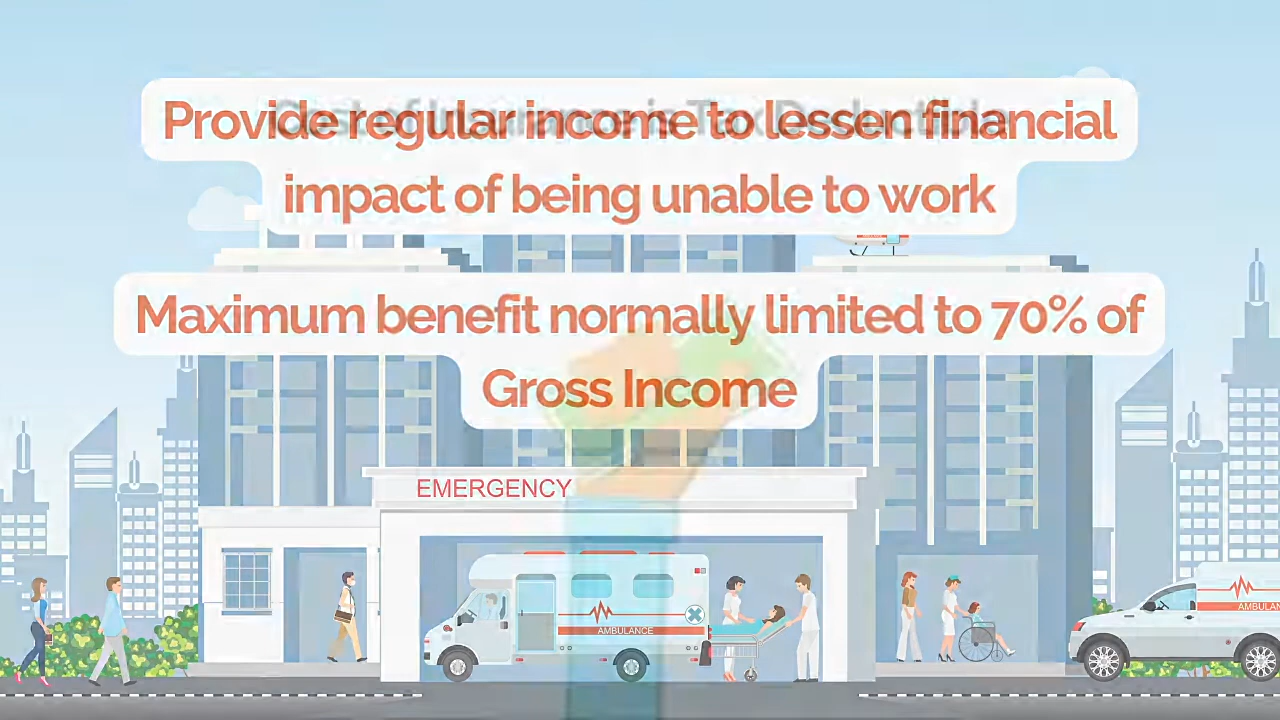 Provide regular income to lessen financial
impact of being unable to work
Maximum benefit normally limited to 70% of
Gross Income
EMERGENCY
AMBULANCE
AMBULAN